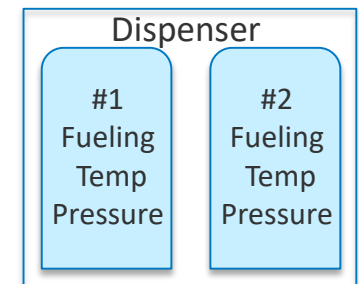 Dispenser
#1
Fueling
Temp
Pressure
#2
Fueling
Temp
Pressure